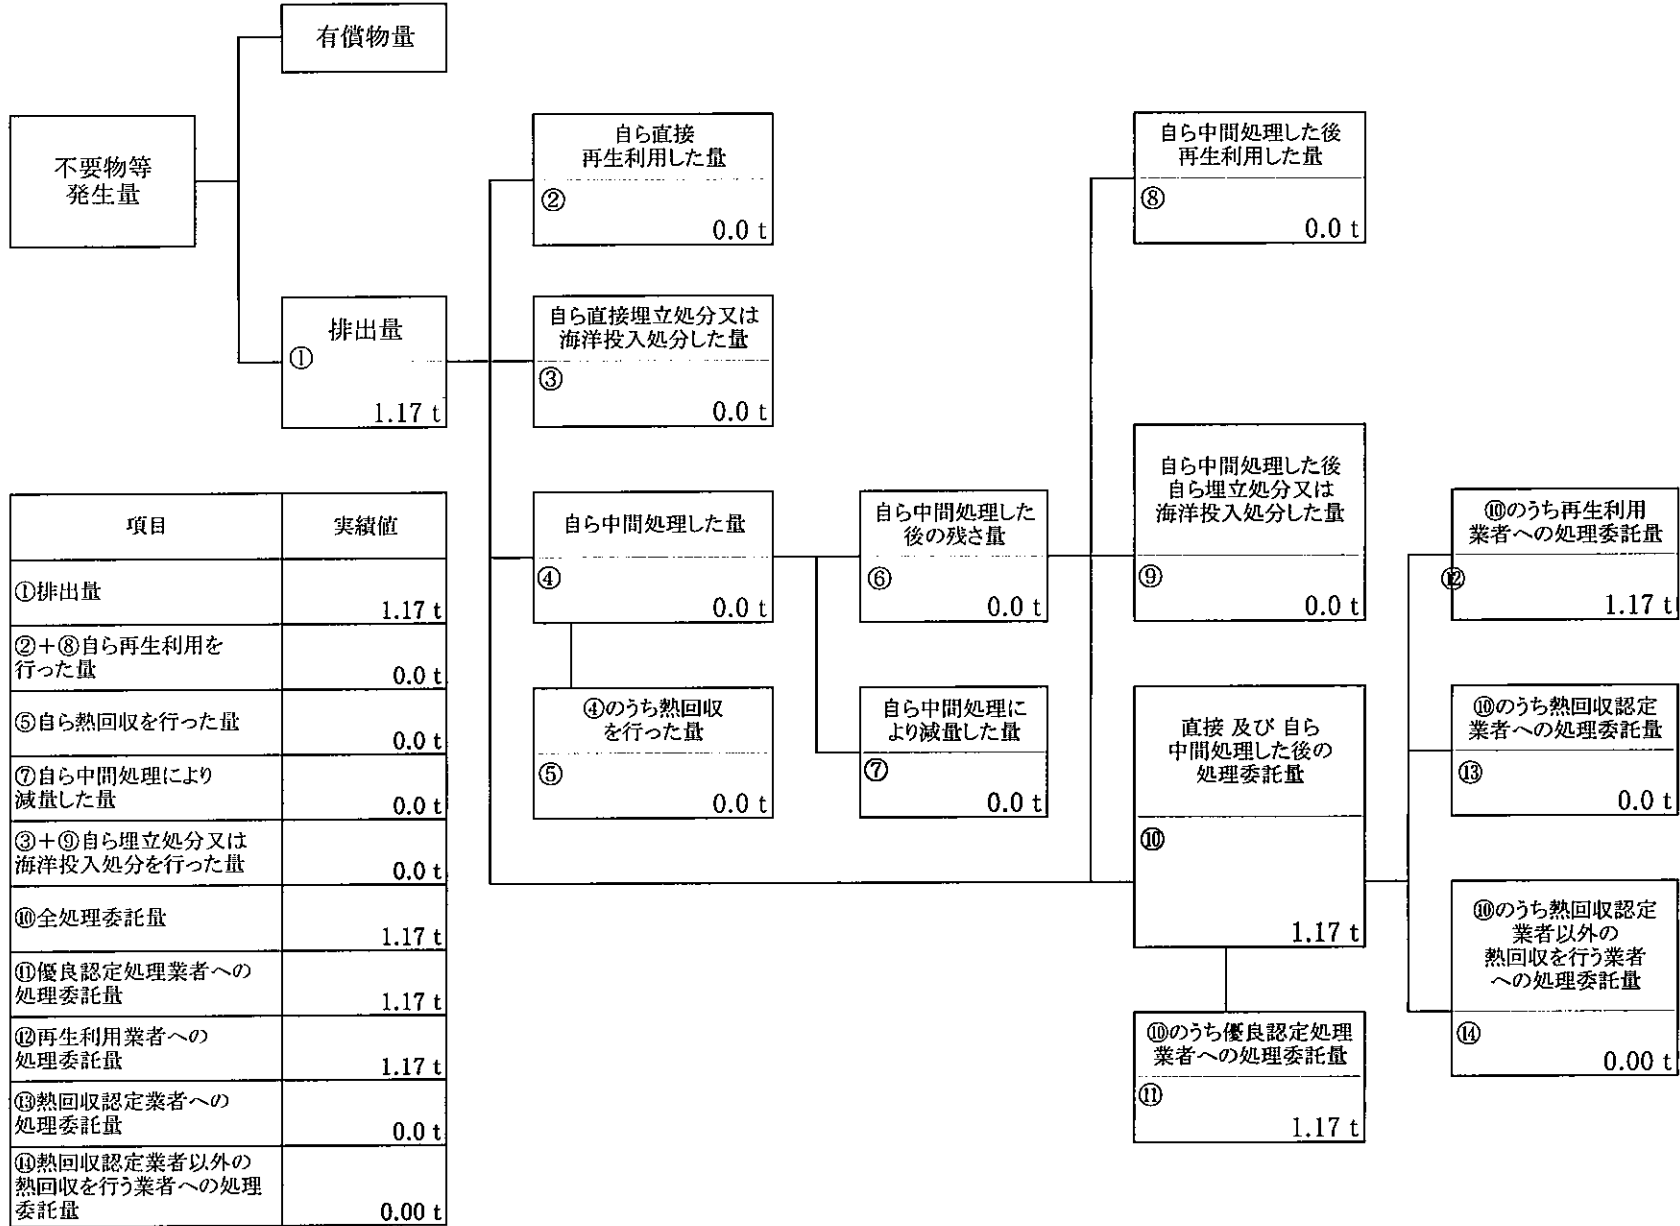 有償物量
不要物等
発生量
排出量
①
1.17 t
自ら直接
再生利用した量
②
0.0 t
自ら直接埋立処分又は
海洋投入処分した量
③
0.0 t
自ら中間処理した量
④
0.0 t
④のうち熱回収
を行った量
⑤
0.0 t
自ら中間処理した
後の残さ量
⑥
0.0 t
自ら中間処理に
より減量した量
⑦
0.0 t
自ら中間処理した後
再生利用した量
⑧
0.0 t
自ら中間処理した後
自ら埋立処分又は
海洋投入処分した量
⑨
0.0 t
直接 及び 自ら
中間処理した後の
処理委託量
⑩
1.17 t
⑩のうち優良認定処理
業者への処理委託量
⑪
1.17 t
⑩のうち再生利用
業者への処理委託量
⑫
1.17 t
⑩のうち熱回収認定
業者への処理委託量
⑬
0.0 t
⑩のうち熱回収認定
業者以外の
熱回収を行う業者
への処理委託量
⑭
0.00 t
項目 実績値
①排出量
1.17 t
②+⑧自ら再生利用を
行った量
0.0 t
⑤自ら熱回収を行った量
0.0 t
⑦自ら中間処理により
減量した量
0.0 t
③+⑨自ら埋立処分又は
海洋投入処分を行った量
0.0 t
⑩全処理委託量
1.17 t
⑪優良認定処理業者への
処理委託量
1.17 t
⑫再生利用業者への
処理委託量
1.17 t
⑬熱回収認定業者への
処理委託量
0.0 t
⑭熱回収認定業者以外の
熱回収を行う業者への処理
委託量
0.00 t